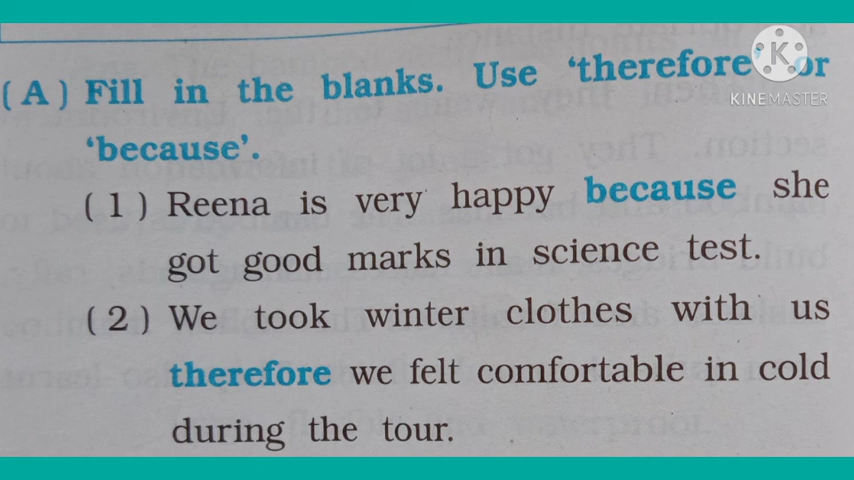 (A) Fill in the blanks. Use ‘therefore’ or
‘because’.
(1) Reena is very happy because she
got good marks in science test.
(2) We took winter clothes with us
therefore we felt comfortable in cold
during the tour.
K
KINEMASTER